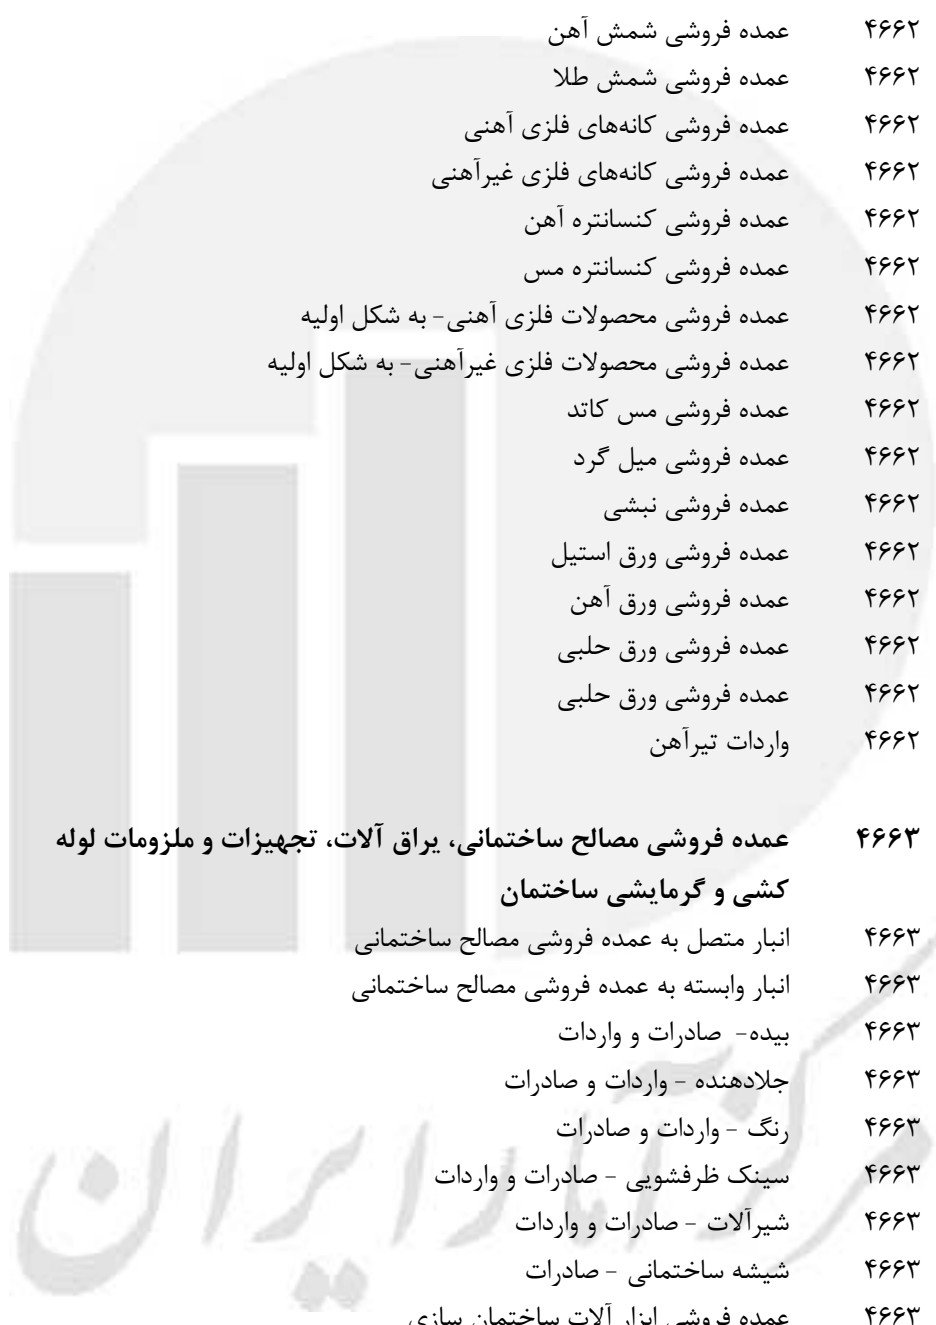 ۴۶۶۲ عمده فروشی شمش آهن
۴۶۶۲ عمده فروشی شمش طلا
۴۶۶۲ عمده فروشی کانه‌های فلزی آهنی
۴۶۶۲ عمده فروشی کانه‌های فلزی غیرآهنی
۴۶۶۲ عمده فروشی کنسانتره آهن
۴۶۶۲ عمده فروشی کنسانتره مس
۴۶۶۲ عمده فروشی محصولات فلزی آهنی- به شکل اولیه
۴۶۶۲ عمده فروشی محصولات فلزی غیرآهنی- به شکل اولیه
۴۶۶۲ عمده فروشی مس کاتد
۴۶۶۲ عمده فروشی میل گرد
۴۶۶۲ عمده فروشی نبشی
۴۶۶۲ عمده فروشی ورق استیل
۴۶۶۲ عمده فروشی ورق آهن
۴۶۶۲ عمده فروشی ورق حلبی
۴۶۶۲ عمده فروشی ورق حلبی
۴۶۶۲ واردات تیرآهن
۴۶۶۳ عمده فروشی مصالح ساختمانی، یراق آلات، تجهیزات و ملزومات لوله
کشی و گرمایشی ساختمان
۴۶۶۳ انبار متصل به عمده فروشی مصالح ساختمانی
۴۶۶۳ انبار وابسته به عمده فروشی مصالح ساختمانی
۴۶۶۳ بیده- صادرات و واردات
۴۶۶۳ جلادهنده - واردات و صادرات
۴۶۶۳ رنگ - واردات و صادرات
۴۶۶۳ سینک ظرفشویی - صادرات و واردات
۴۶۶۳ شیرآلات - صادرات و واردات
۴۶۶۳ شیشه ساختمانی - صادرات
۴۶۶۳ عمده فروشی ابزار آلات ساختمان سازی
مرکز آمار ایران